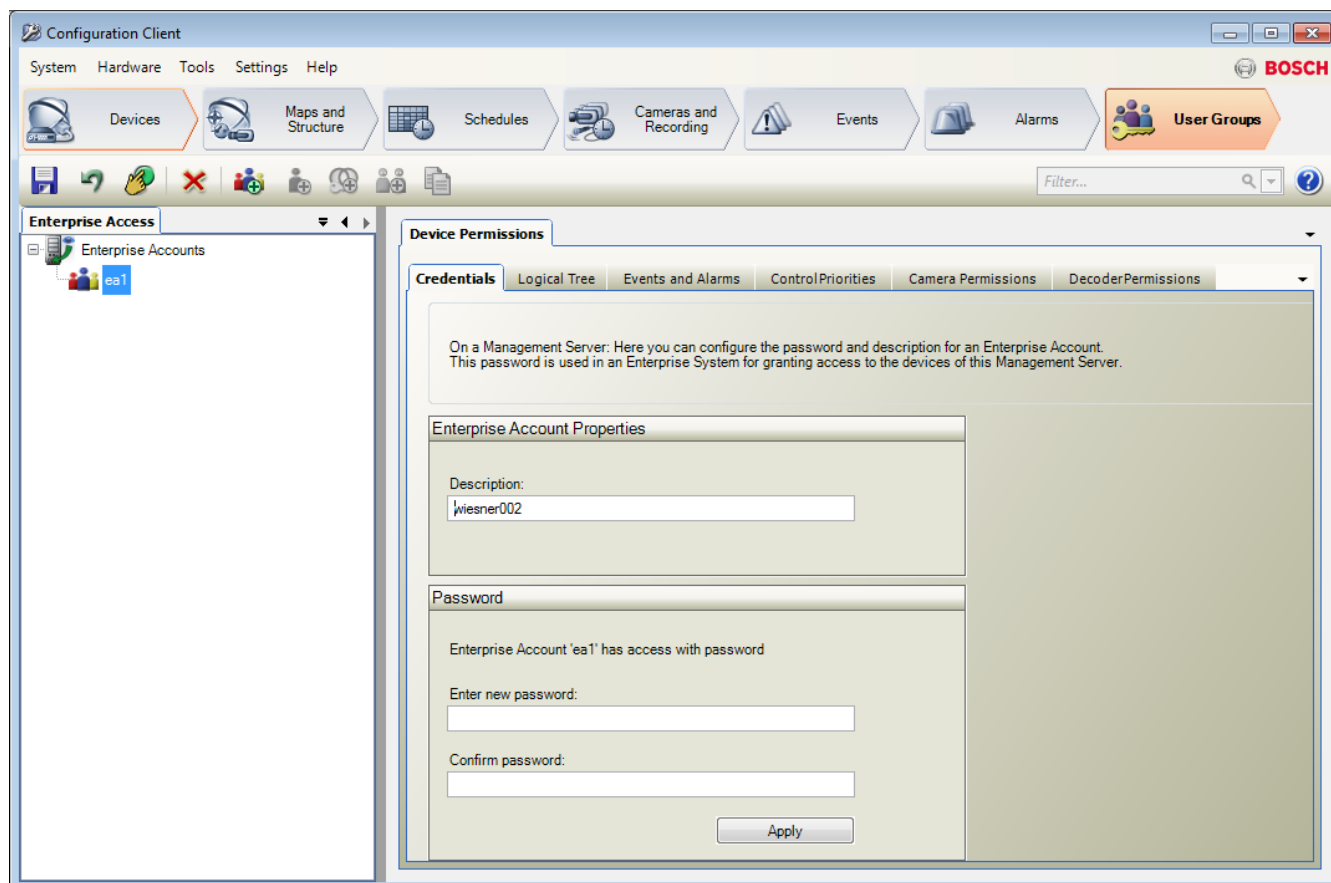 Configuration Client
System Hardware Tools Settings Help
BOSCH
Devices
Maps and
Structure
Schedules
Cameras and
Recording
Events
Alarms
User Groups
Filter...
Enterprise Access
Enterprise Accounts
ea1
Device Permissions
Credentials Logical Tree Events and Alarms ControlPriorities Camera Permissions DecoderPermissions
On a Management Server: Here you can configure the password and description for an Enterprise Account.
This password is used in an Enterprise System for granting access to the devices of this Management Server.
Enterprise Account Properties
Description:
wiesner002
Password
Enterprise Account 'ea1' has access with password
Enter new password:
Confirm password:
Apply